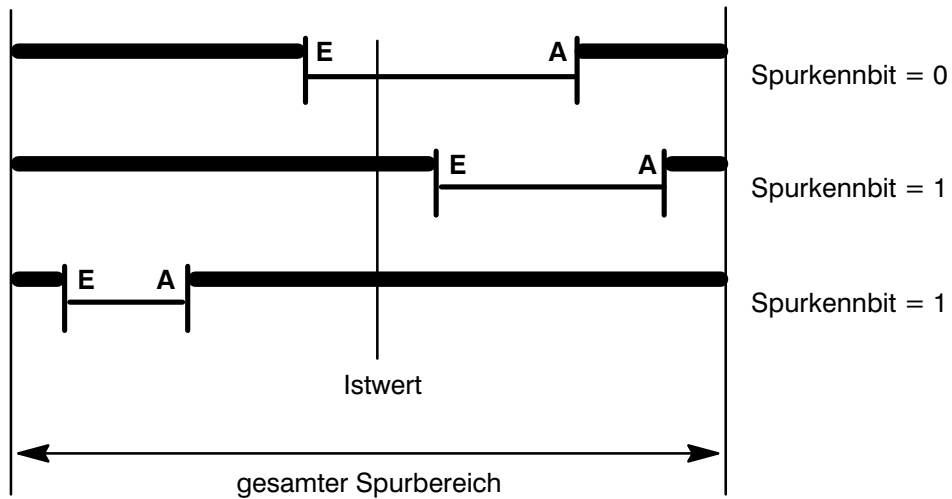 E A
Spurkennbit = 0
E A
Spurkennbit = 1
E A
Spurkennbit = 1
Istwert
gesamter Spurbereich